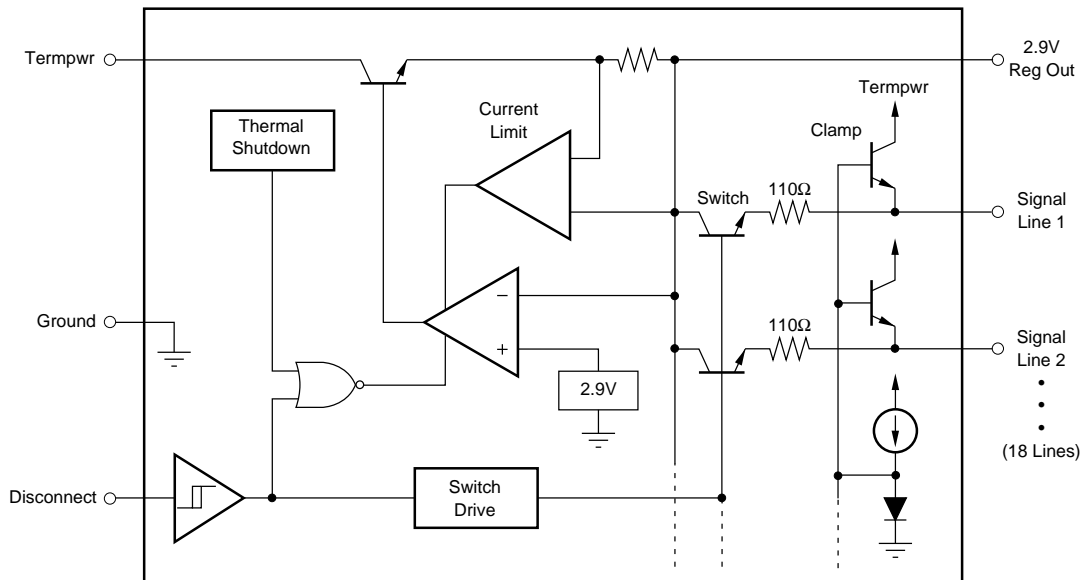 Termpwr
2.9V
Reg Out
Termpwr
Thermal
Shutdown
Current
Limit
Clamp
Switch
110Ω
Signal
Line 1
Ground
−
+
2.9V
110Ω
Signal
Line 2
(18 Lines)
Disconnect
Switch
Drive